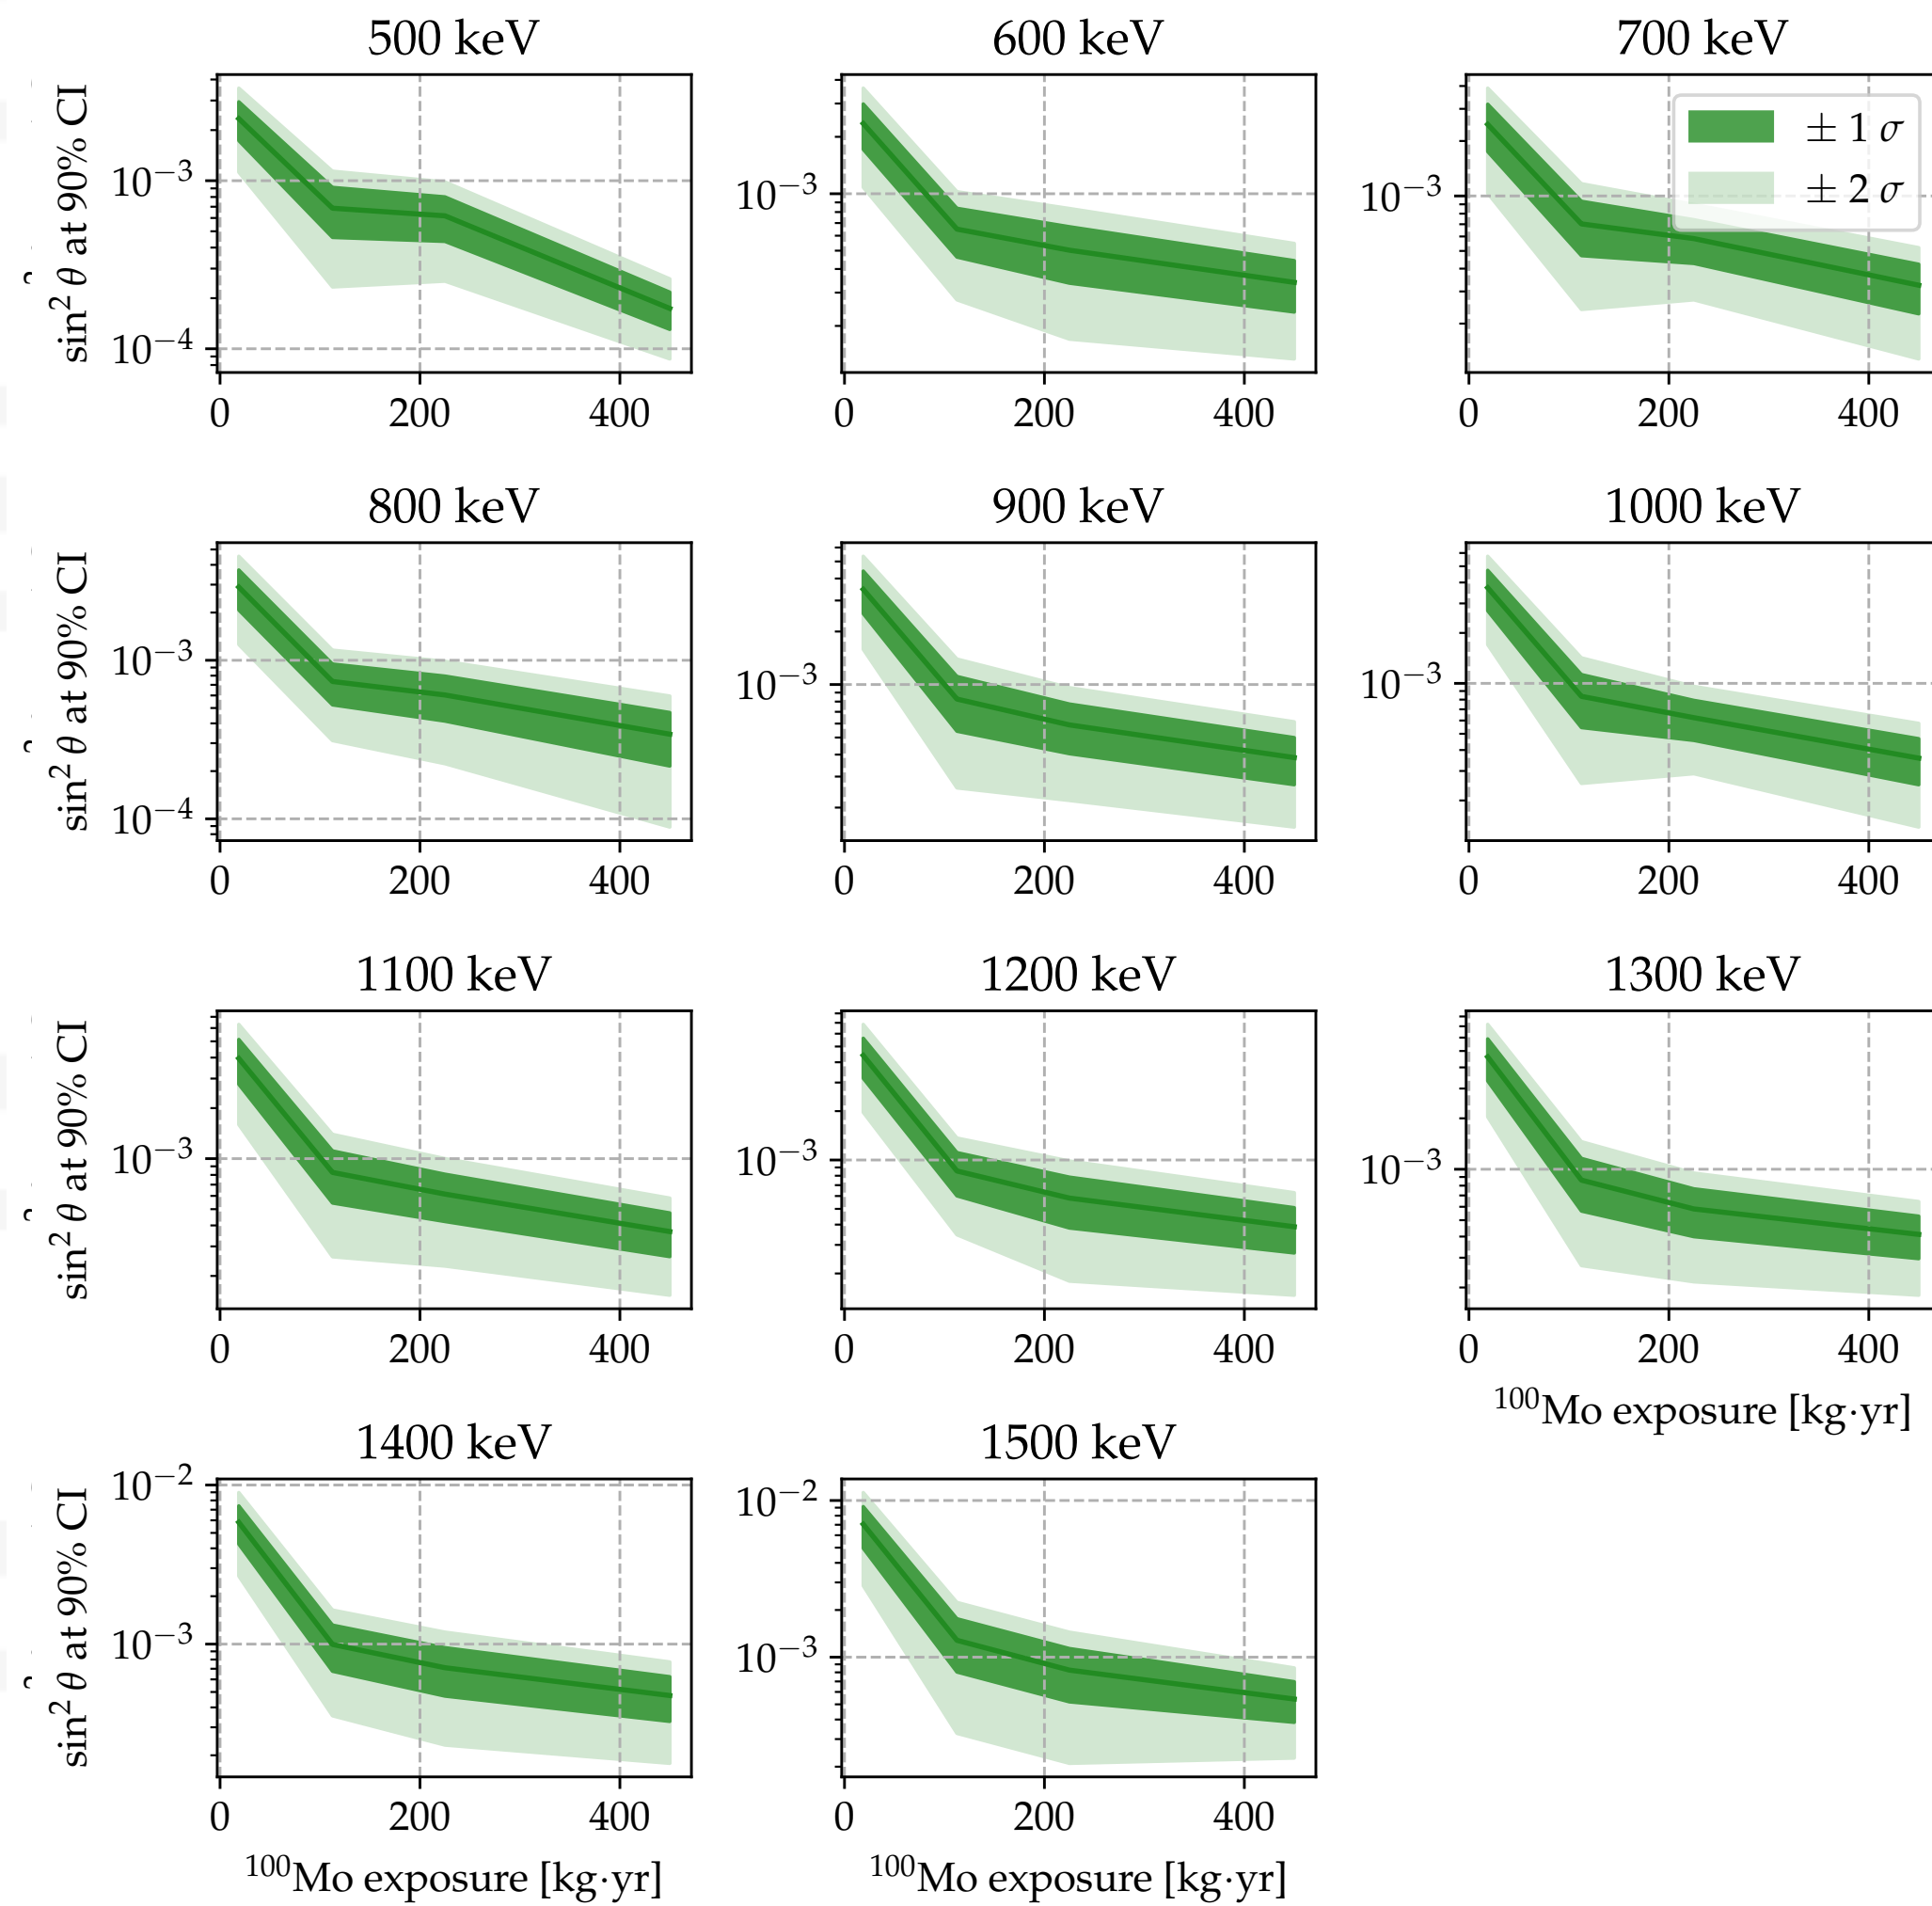 500 keV 600 keV 700 keV
sin² θ at 90% CI
10⁻³ 10⁻³ 10⁻³
10⁻⁴
± 1 σ
± 2 σ
0 200 400 0 200 400 0 200 400
800 keV 900 keV 1000 keV
sin² θ at 90% CI
10⁻³ 10⁻³ 10⁻³
10⁻⁴
0 200 400 0 200 400 0 200 400
1100 keV 1200 keV 1300 keV
sin² θ at 90% CI
10⁻³ 10⁻³ 10⁻³
0 200 400 0 200 400 0 200 400
¹⁰⁰Mo exposure [kg·yr]
1400 keV 1500 keV
sin² θ at 90% CI
10⁻² 10⁻²
10⁻³ 10⁻³
0 200 400 0 200 400
¹⁰⁰Mo exposure [kg·yr] ¹⁰⁰Mo exposure [kg·yr]